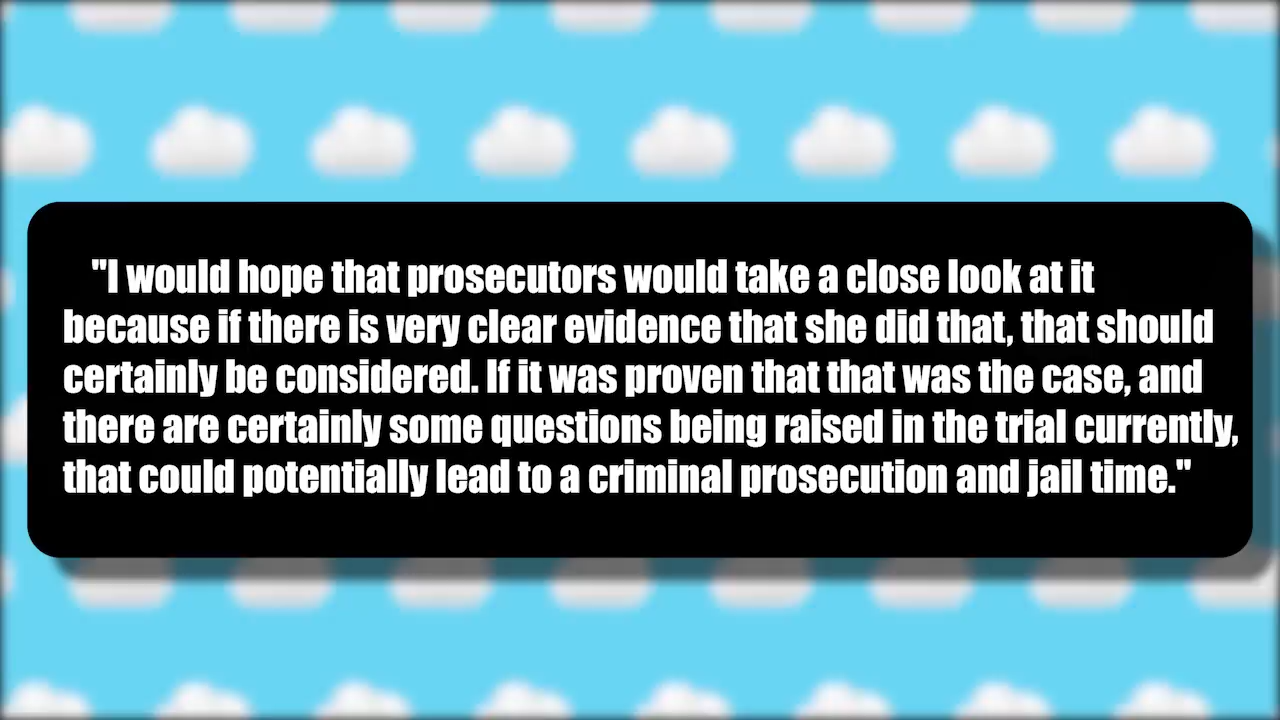 "I would hope that prosecutors would take a close look at it
because if there is very clear evidence that she did that, that should
certainly be considered. If it was proven that that was the case, and
there are certainly some questions being raised in the trial currently,
that could potentially lead to a criminal prosecution and jail time."